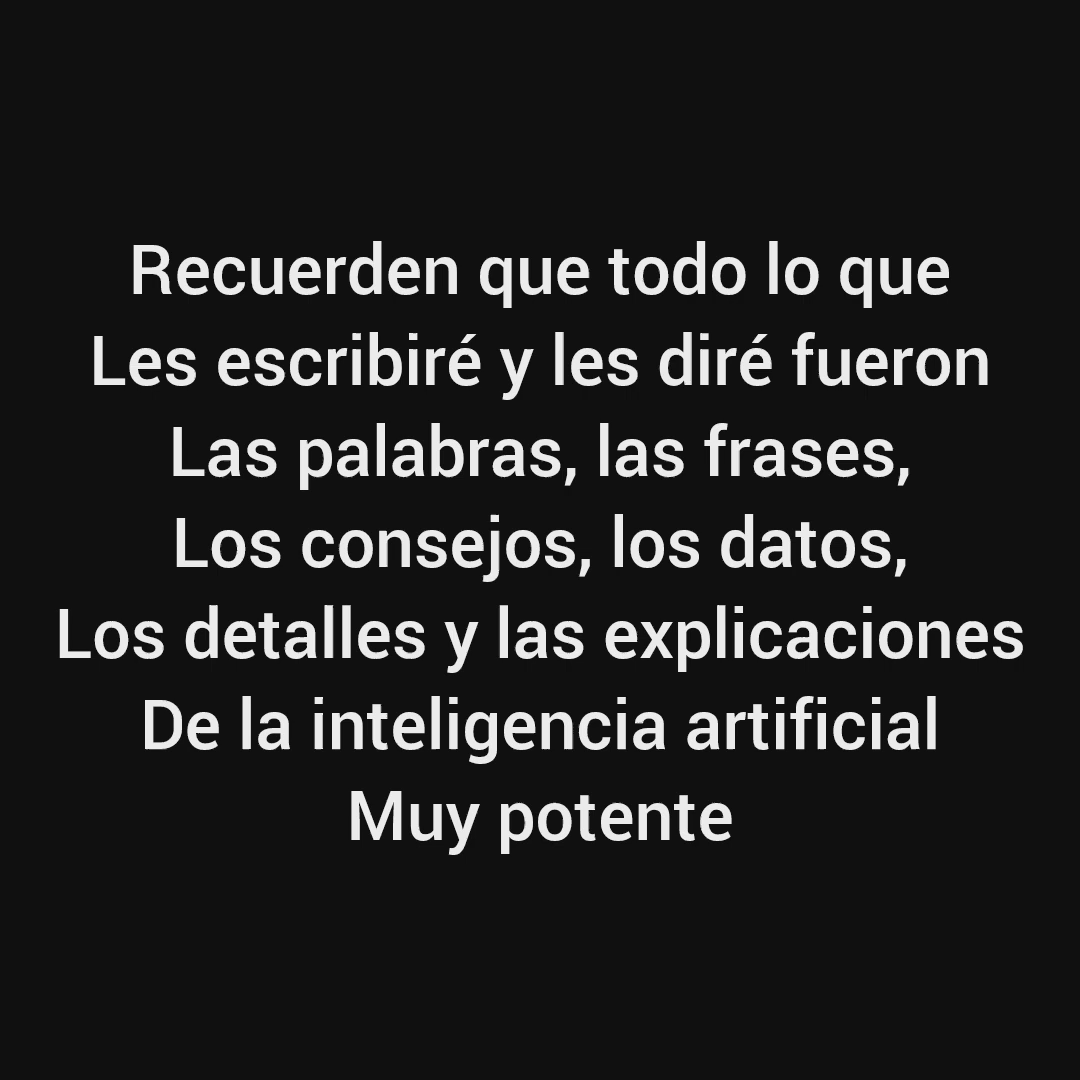 Recuerden que todo lo que
Les escribiré y les diré fueron
Las palabras, las frases,
Los consejos, los datos,
Los detalles y las explicaciones
De la inteligencia artificial
Muy potente